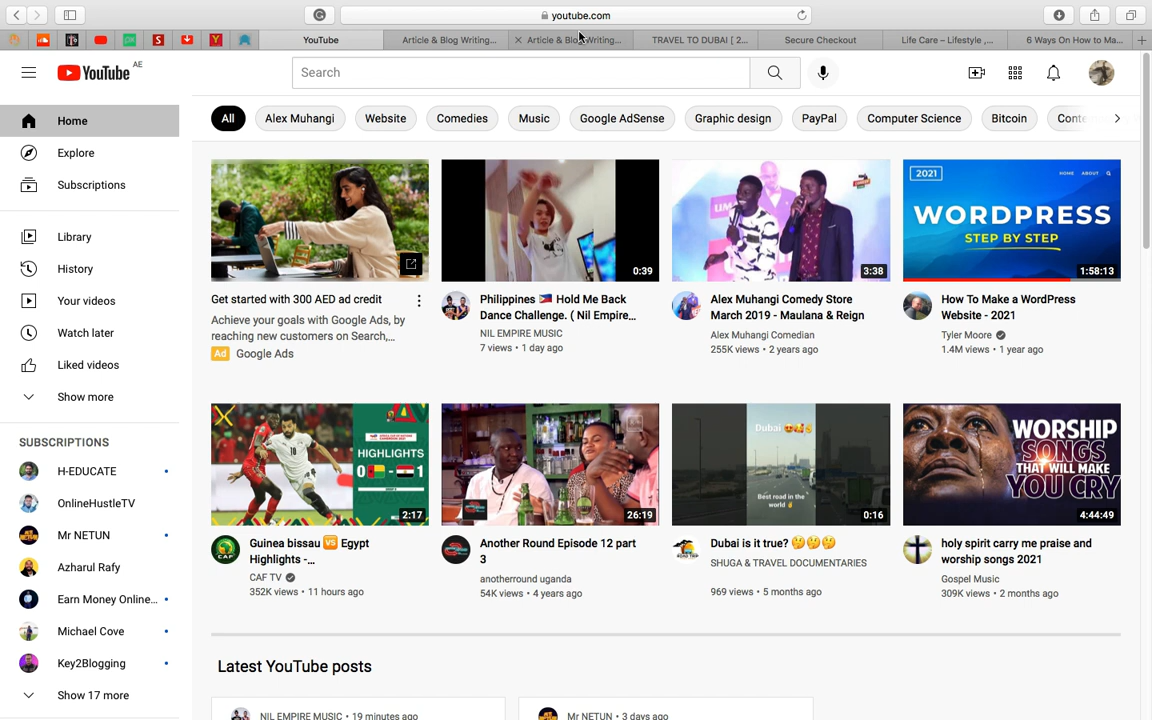 youtube.com
YouTube
Article & Blog Writing...
Article & Blog Writing...
TRAVEL TO DUBAI [ 2...
Secure Checkout
Life Care – Lifestyle ,...
6 Ways On How to Ma...
YouTube AE
Search
Home
Explore
Subscriptions
Library
History
Your videos
Watch later
Liked videos
Show more
SUBSCRIPTIONS
H-EDUCATE
OnlineHustleTV
Mr NETUN
Azharul Rafy
Earn Money Online...
Michael Cove
Key2Blogging
Show 17 more
All
Alex Muhangi
Website
Comedies
Music
Google AdSense
Graphic design
PayPal
Computer Science
Bitcoin
Get started with 300 AED ad credit
Achieve your goals with Google Ads, by
reaching new customers on Search,...
Ad Google Ads
0:39
Philippines 🇵🇭 Hold Me Back
Dance Challenge. ( Nil Empire...
NIL EMPIRE MUSIC
7 views • 1 day ago
3:38
Alex Muhangi Comedy Store
March 2019 - Maulana & Reign
Alex Muhangi Comedian
255K views • 2 years ago
2021
HOME ABOUT
WORDPRESS
STEP BY STEP
1:58:13
How To Make a WordPress
Website - 2021
Tyler Moore
1.4M views • 1 year ago
HIGHLIGHTS
0 1
10
2:17
Guinea bissau 🆚 Egypt
Highlights -...
CAF TV
352K views • 11 hours ago
26:19
Another Round Episode 12 part
3
anotherround uganda
54K views • 4 years ago
Dubai 😍🥰💃
Best road in the
world ✌
0:16
Dubai is it true? 🤔🤔🤔
SHUGA & TRAVEL DOCUMENTARIES
969 views • 5 months ago
WORSHIP
SONGS
THAT WILL MAKE
YOU CRY
4:44:49
holy spirit carry me praise and
worship songs 2021
Gospel Music
309K views • 2 months ago
Latest YouTube posts
NIL EMPIRE MUSIC • 19 minutes ago
Mr NETUN • 3 days ago